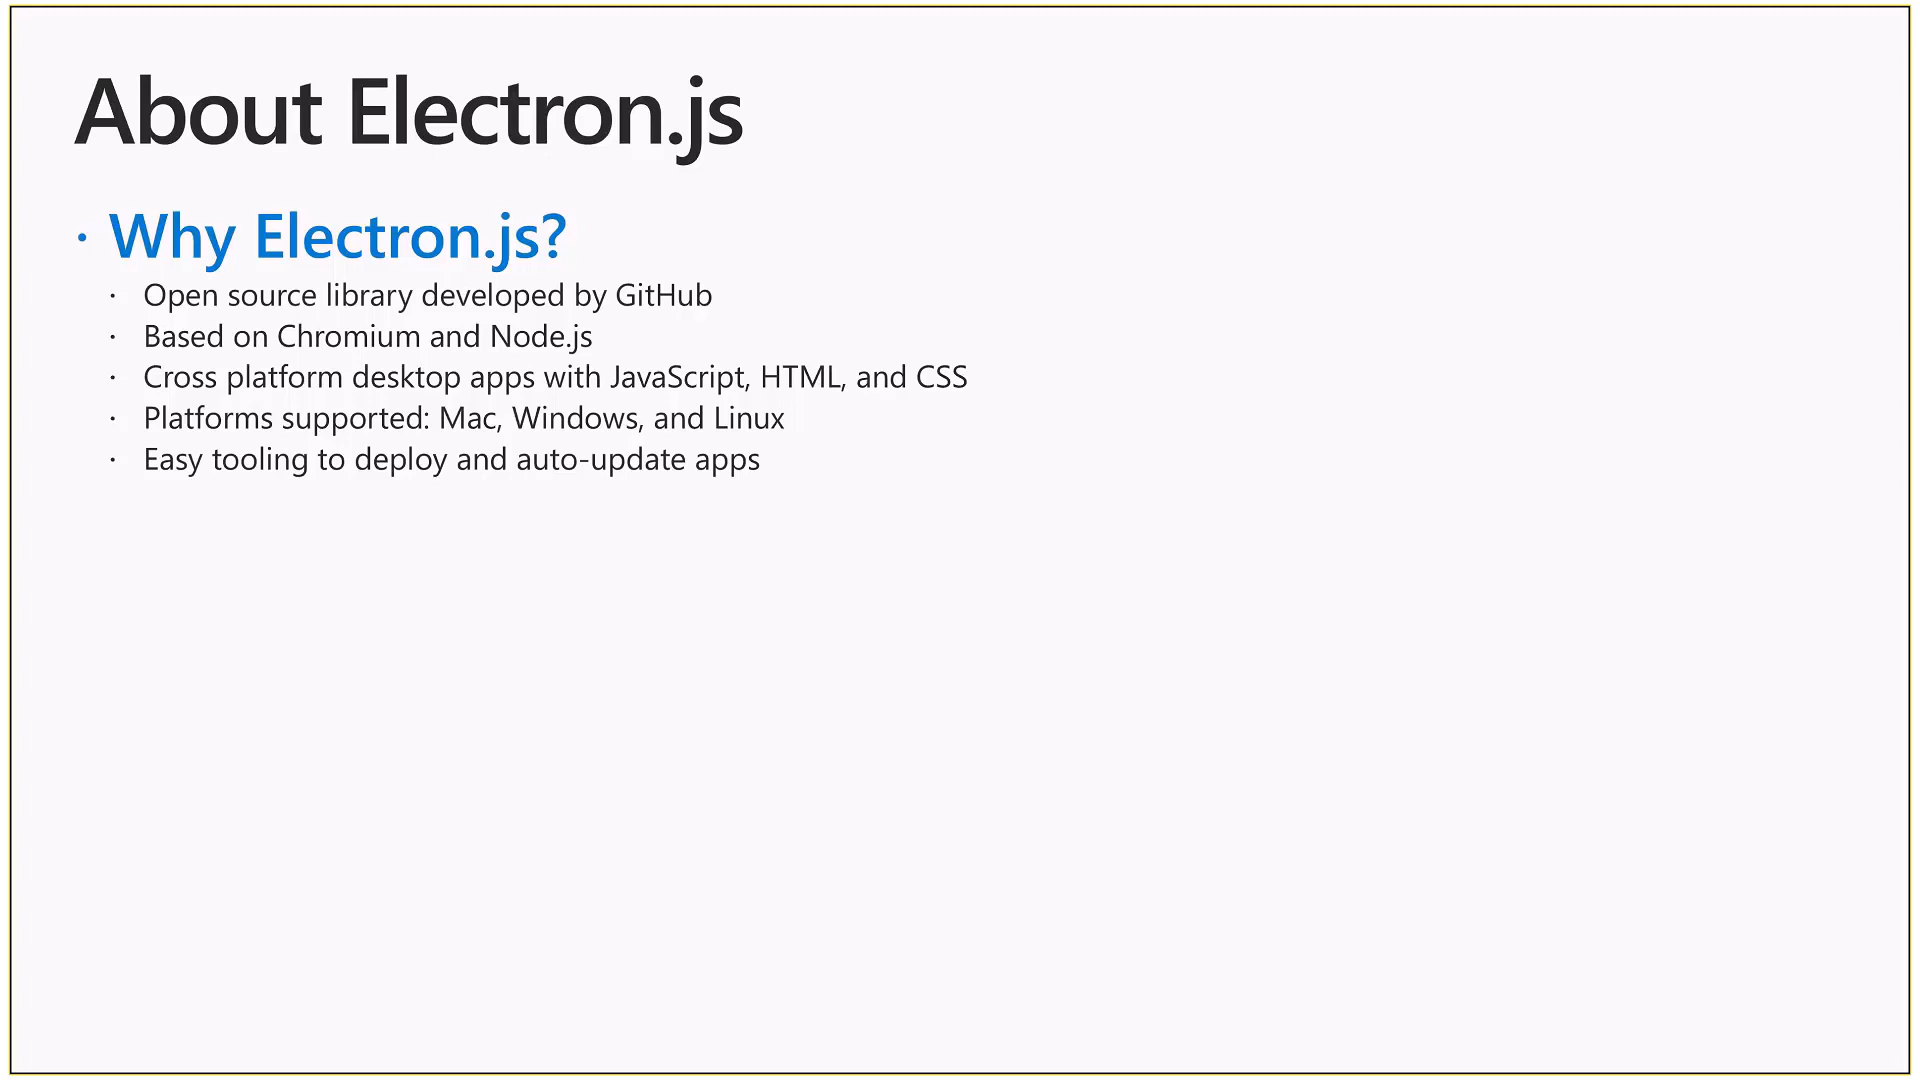 About Electron.js
· Why Electron.js?
· Open source library developed by GitHub
· Based on Chromium and Node.js
· Cross platform desktop apps with JavaScript, HTML, and CSS
· Platforms supported: Mac, Windows, and Linux
· Easy tooling to deploy and auto-update apps